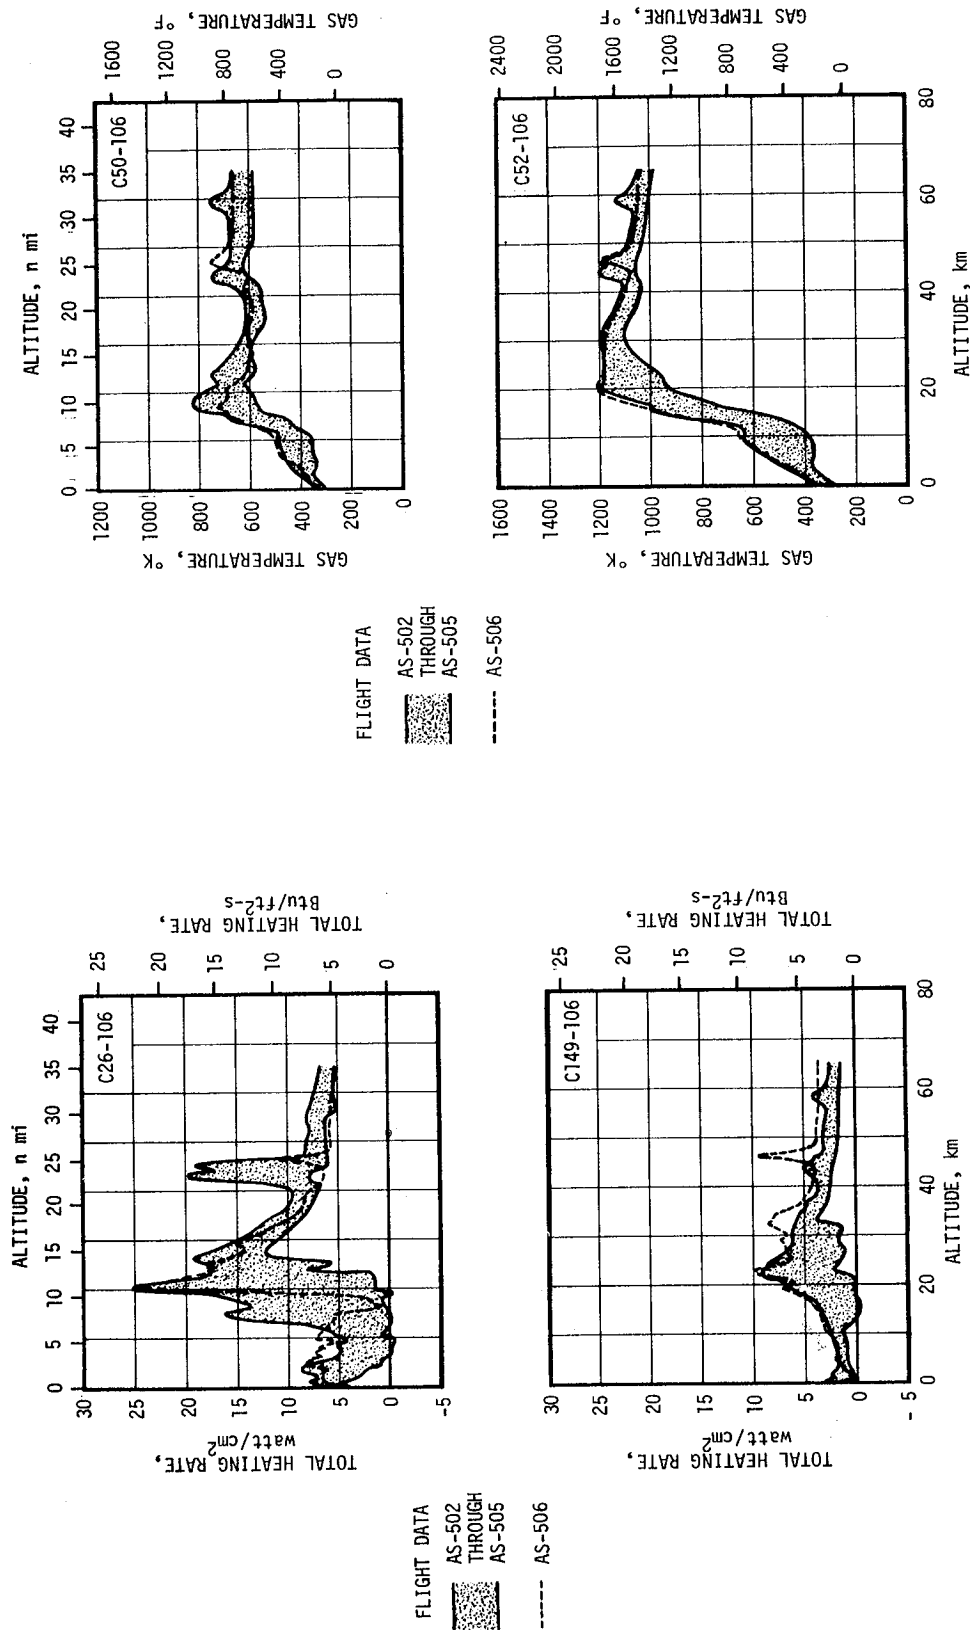 FLIGHT DATA
AS-502
THROUGH
AS-505
AS-506
ALTITUDE, n mi
0 5 10 15 20 25 30 35 40
C26-106
30
25
20
15
10
5
0
-5
TOTAL HEATING RATE,
watt/cm2
25
20
15
10
5
0
TOTAL HEATING RATE,
Btu/ft2-s
C149-106
30
25
20
15
10
5
0
-5
TOTAL HEATING RATE,
watt/cm2
25
20
15
10
5
0
TOTAL HEATING RATE,
Btu/ft2-s
0 20 40 60 80
ALTITUDE, km
FLIGHT DATA
AS-502
THROUGH
AS-505
AS-506
ALTITUDE, n mi
0 5 10 15 20 25 30 35 40
C50-106
1200
1000
800
600
400
200
0
GAS TEMPERATURE, °K
1600
1200
800
400
0
GAS TEMPERATURE, °F
C52-106
1600
1400
1200
1000
800
600
400
200
0
GAS TEMPERATURE, °K
2400
2000
1600
1200
800
400
0
GAS TEMPERATURE, °F
0 20 40 60 80
ALTITUDE, km